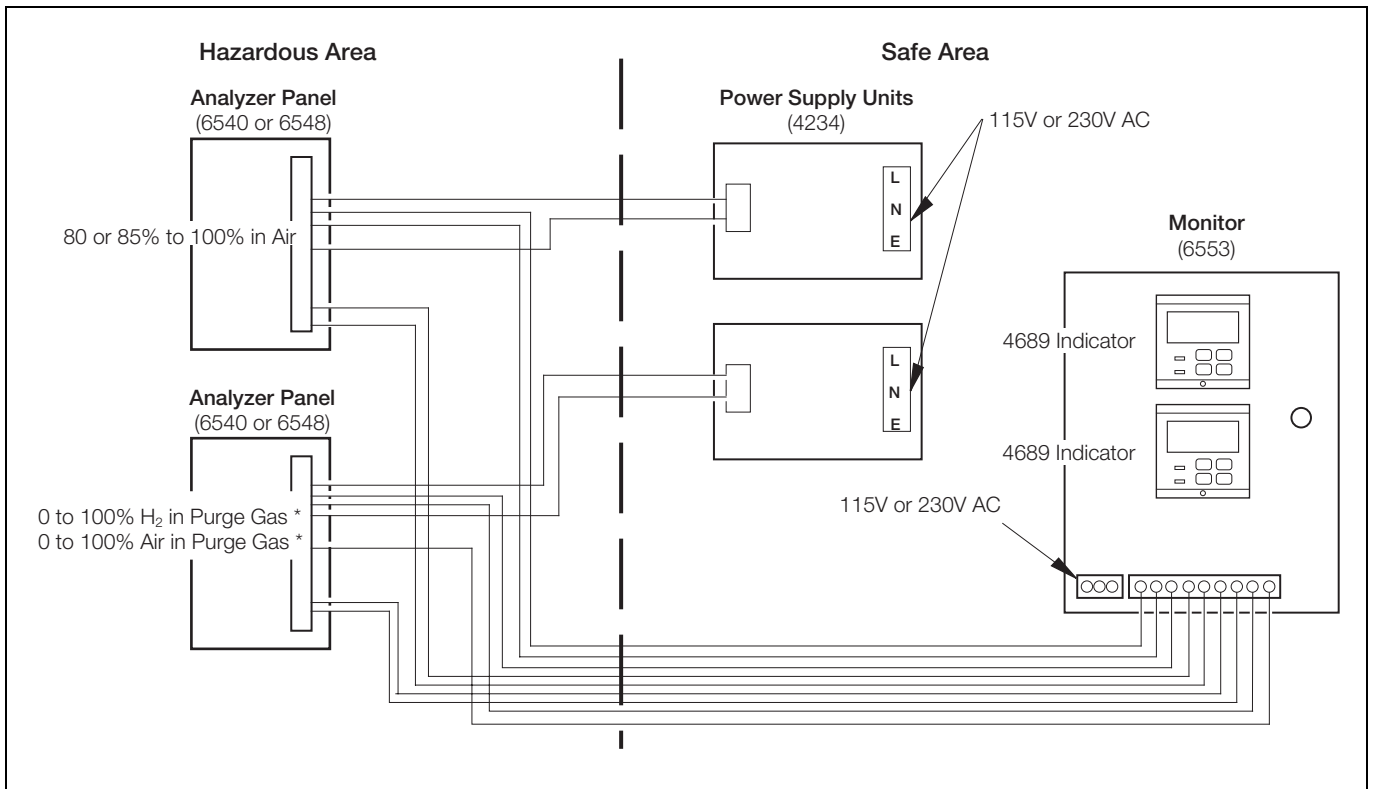 Hazardous Area
Safe Area
Analyzer Panel
(6540 or 6548)
80 or 85% to 100% in Air
Power Supply Units
(4234)
115V or 230V AC
L
N
E
Monitor
(6553)
4689 Indicator
4689 Indicator
Analyzer Panel
(6540 or 6548)
0 to 100% H₂ in Purge Gas *
0 to 100% Air in Purge Gas *
L
N
E
115V or 230V AC